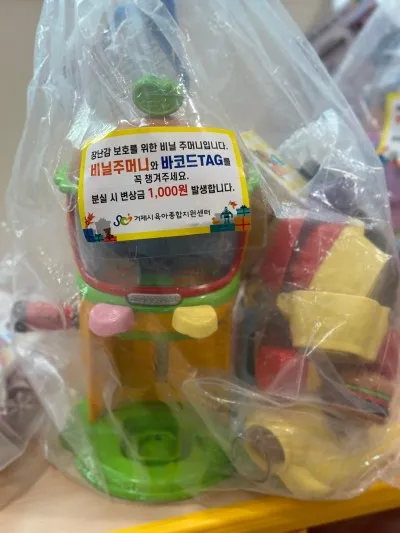 장난감 보호를 위한 비닐 주머니입니다.
비닐주머니와 바코드TAG를
꼭 챙겨주세요.
분실 시 변상금 1,000원 발생합니다.
거제시육아종합지원센터